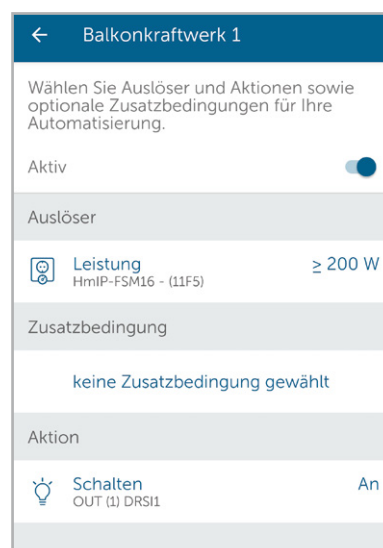 ← Balkonkraftwerk 1
Wählen Sie Auslöser und Aktionen sowie
optionale Zusatzbedingungen für Ihre
Automatisierung.
Aktiv
Auslöser
Leistung ≥ 200 W
HmIP-FSM16 - (11F5)
Zusatzbedingung
keine Zusatzbedingung gewählt
Aktion
Schalten An
OUT (1) DRSI1